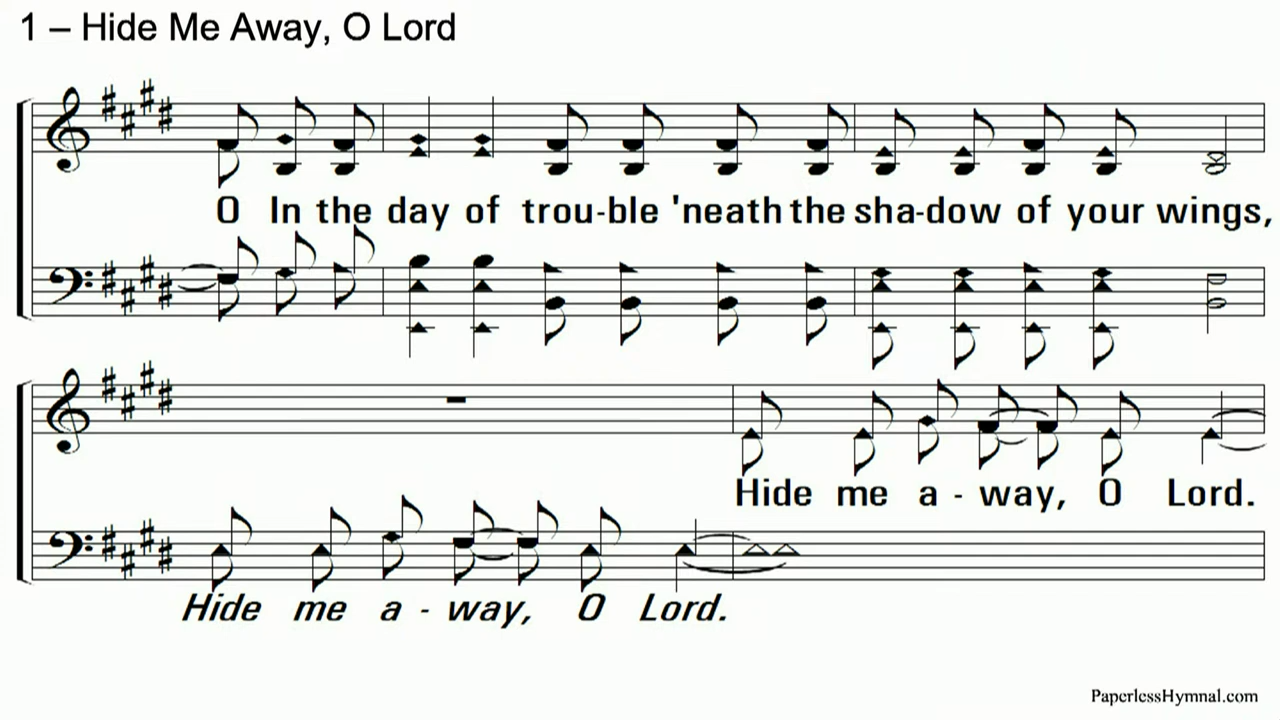 1 – Hide Me Away, O Lord
O In the day of trou-ble 'neath the sha-dow of your wings,
Hide me a - way, O Lord.
Hide me a - way, O Lord.
PaperlessHymnal.com